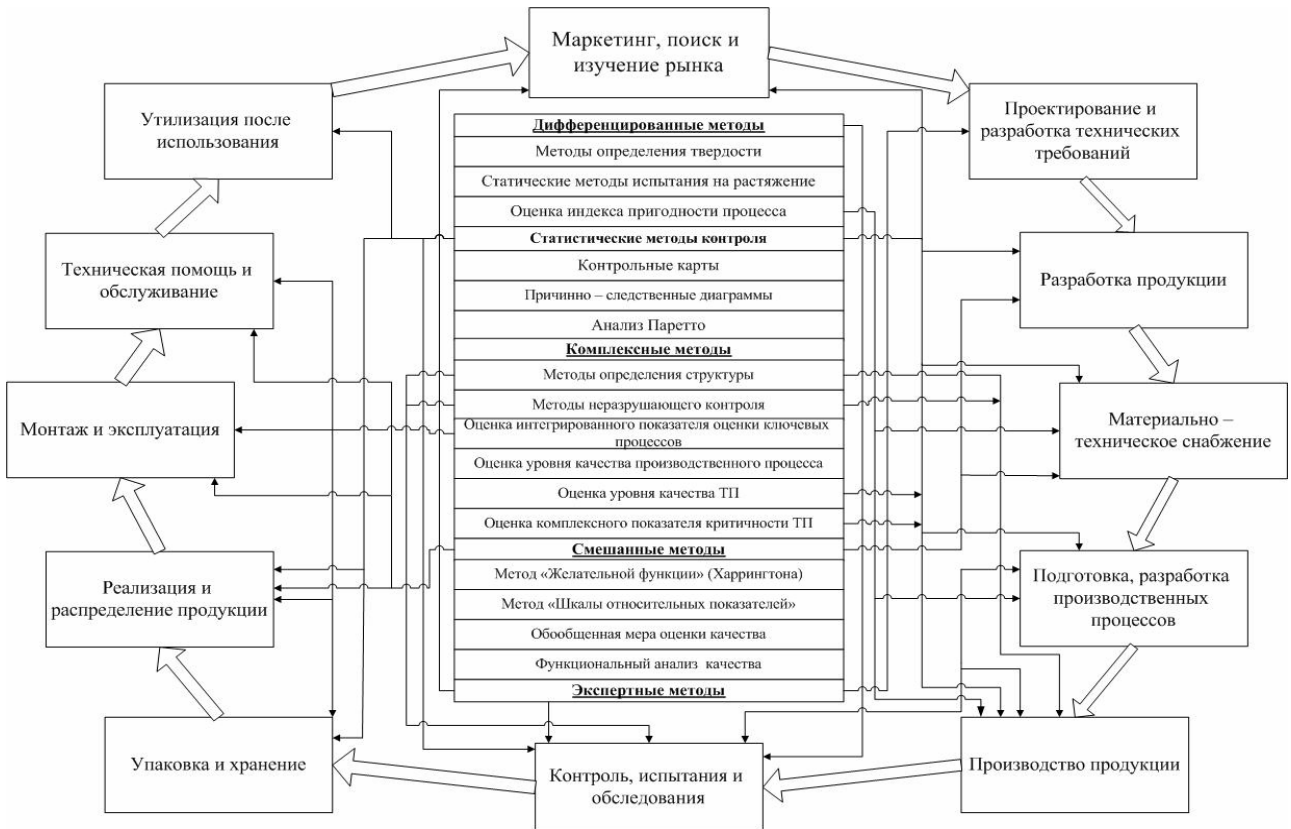 Маркетинг, поиск и
изучение рынка
Утилизация после
использования
Проектирование и
разработка технических
требований
Дифференцированные методы
Методы определения твердости
Статические методы испытания на растяжение
Оценка индекса пригодности процесса
Статистические методы контроля
Контрольные карты
Причинно – следственные диаграммы
Анализ Паретто
Комплексные методы
Методы определения структуры
Методы неразрушающего контроля
Оценка интегрированного показателя оценки ключевых
процессов
Оценка уровня качества производственного процесса
Оценка уровня качества ТП
Оценка комплексного показателя критичности ТП
Смешанные методы
Метод «Желательной функции» (Харрингтона)
Метод «Шкалы относительных показателей»
Обообщенная мера оценки качества
Функциональный анализ качества
Экспертные методы
Техническая помощь и
обслуживание
Разработка продукции
Монтаж и эксплуатация
Материально –
техническое снабжение
Реализация и
распределение продукции
Подготовка, разработка
производственных
процессов
Упаковка и хранение
Контроль, испытания и
обследования
Производство продукции